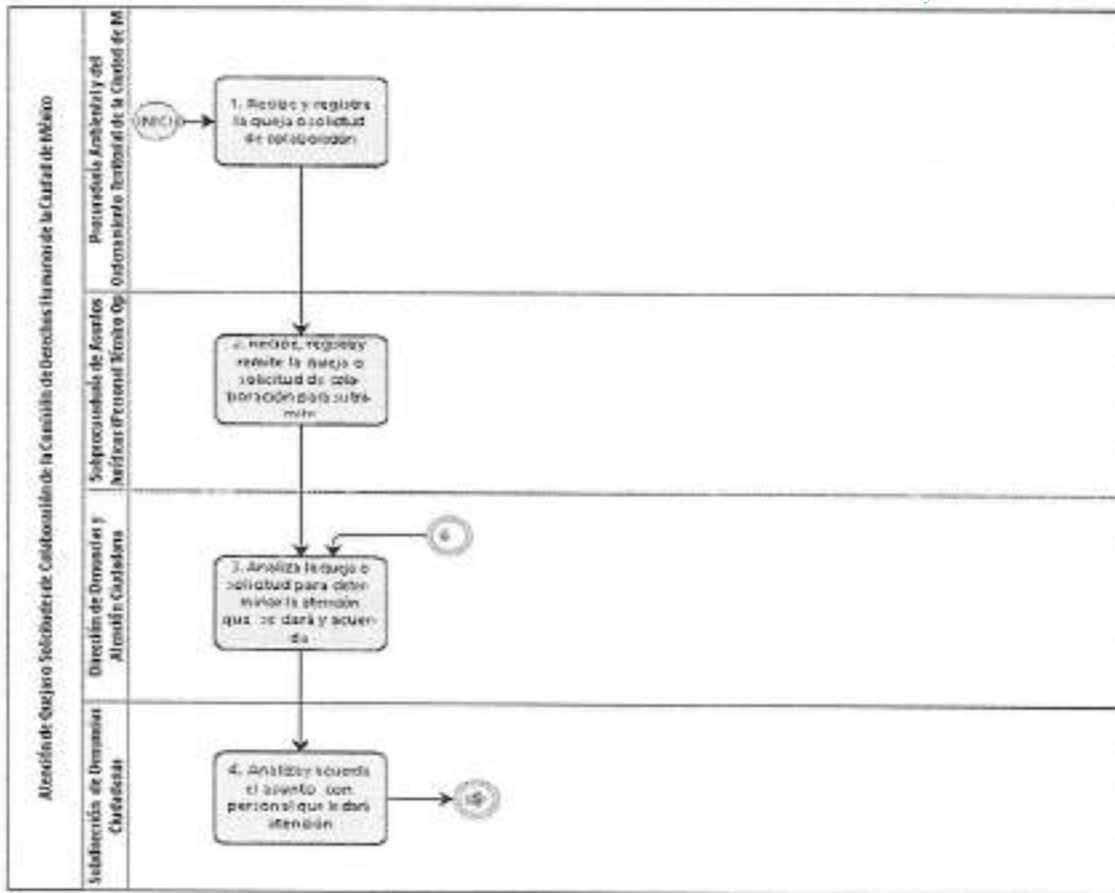 Atención de Quejas o Solicitudes de Colaboración de la Comisión de Derechos Humanos de la Ciudad de México
Procuraduría Ambiental y del
Ordenamiento Territorial de la Ciudad de M
INICIO
1. Recibe y registra
la queja o solicitud
de colaboración
Subprocuraduría de Asuntos
Jurídicos (Personal Técnico Op
2. Recibe, registra y
remite la queja o
solicitud de cola-
boración para su trá-
mite
Dirección de Denuncias y
Atención Ciudadana
3. Analiza la queja o
solicitud para deter
minar la atención
que se dará y acuer-
da
Subdirección de Denuncias
Ciudadanas
4. Analiza y acuerda
el asunto con
personal que le dará
atención